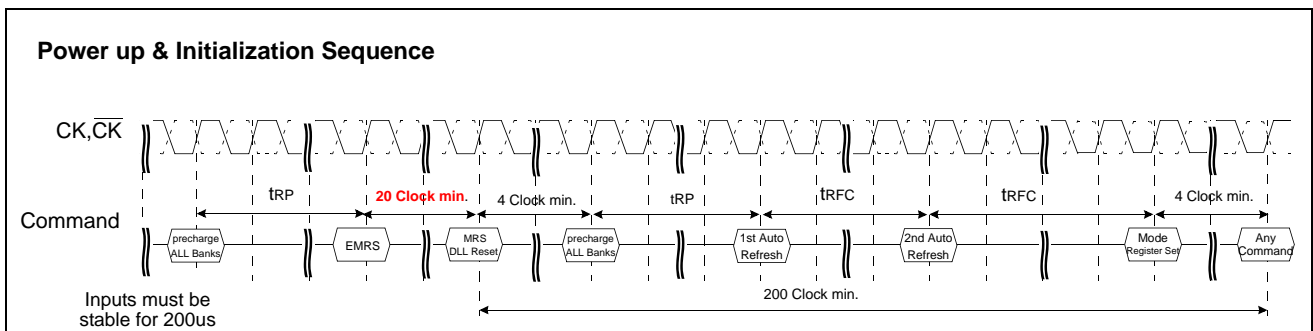 Power up & Initialization Sequence
CK,CK
tRP
20 Clock min.
4 Clock min.
tRP
tRFC
tRFC
4 Clock min.
Command
precharge
ALL Banks
EMRS
MRS
DLL Reset
precharge
ALL Banks
1st Auto
Refresh
2nd Auto
Refresh
Mode
Register Set
Any
Command
200 Clock min.
Inputs must be
stable for 200us